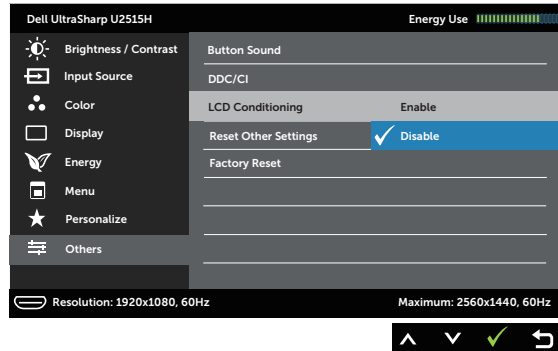 Dell UltraSharp U2515H Energy Use
Brightness / Contrast Button Sound
Input Source DDC/CI
Color LCD Conditioning Enable
Display Reset Other Settings Disable
Energy Factory Reset
Menu
Personalize
Others
Resolution: 1920x1080, 60Hz Maximum: 2560x1440, 60Hz